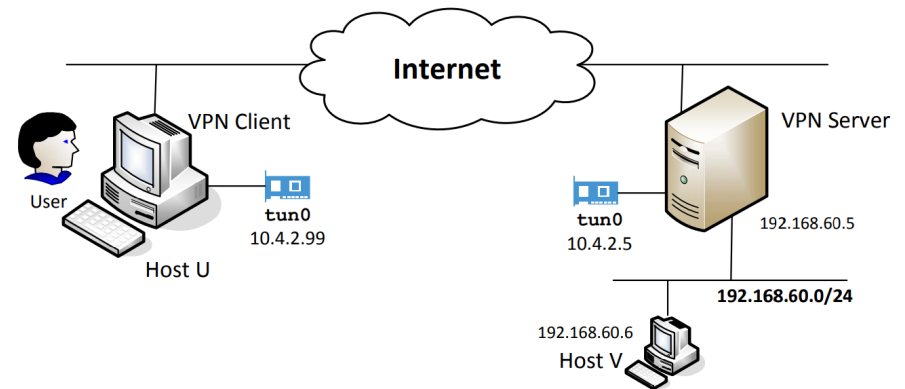 Internet
VPN Client
VPN Server
User
tun0
10.4.2.99
tun0
10.4.2.5
192.168.60.5
Host U
192.168.60.0/24
192.168.60.6
Host V